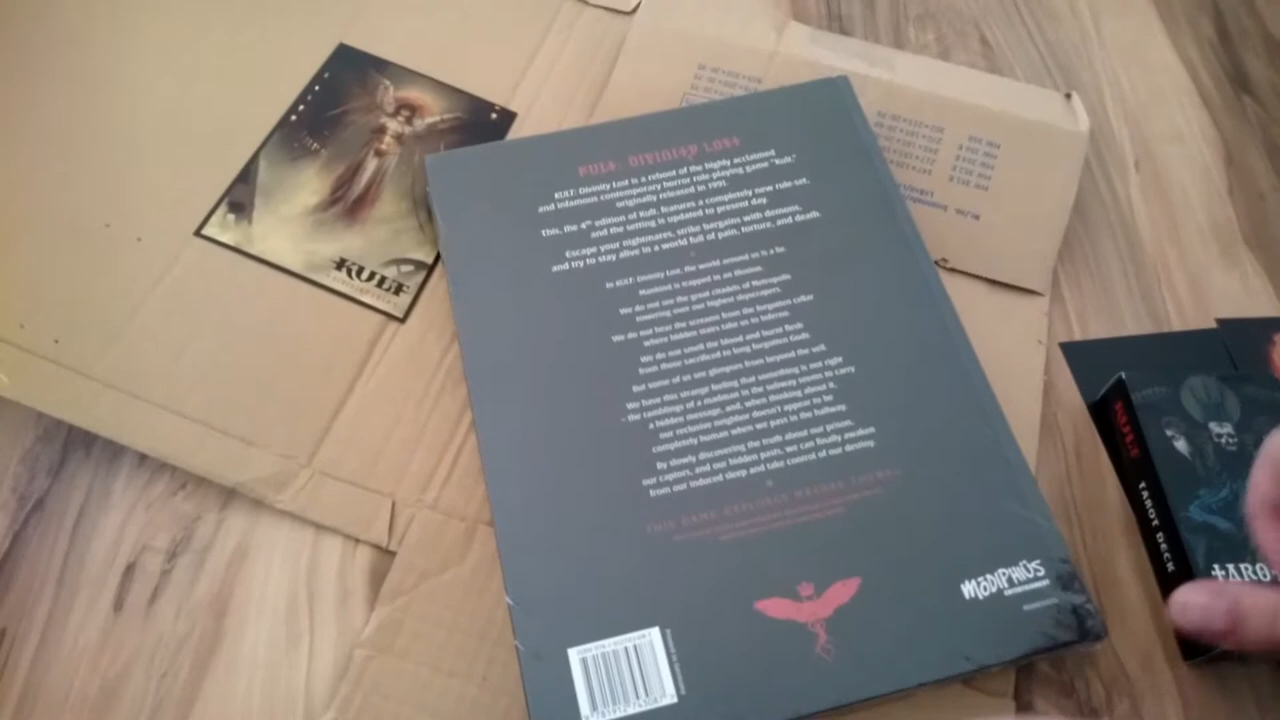 KULT
DIVINITY LOST
KULT: DIVINITY LOST
KULT: Divinity Lost is a reboot of the highly acclaimed
and infamous contemporary horror role-playing game "Kult,"
originally released in 1991.
This, the 4th edition of Kult, features a completely new rule-set,
and the setting is updated to present day.
Escape your nightmares, strike bargains with demons,
and try to stay alive in a world full of pain, torture, and death.
In KULT: Divinity Lost, the world around us is a lie.
Mankind is trapped in an Illusion.
We do not see the great citadels of Metropolis
towering over our highest skyscrapers.
We do not hear the screams from the forgotten cellar
where hidden stairs take us to Inferno.
We do not smell the blood and burnt flesh
from those sacrificed to long forgotten Gods.
But some of us see glimpses from beyond the veil.
We have this strange feeling that something is not right
– the ramblings of a madman in the subway seems to carry
a hidden message, and, when thinking about it,
our reclusive neighbor doesn't appear to be
completely human when we pass in the hallway.
By slowly discovering the truth about our prison,
our captors, and our hidden pasts, we can finally awaken
from our induced sleep and take control of our destiny.
THIS GAME EXPLORES MATURE THEMES
MÖDIPHIÜS
ENTERTAINMENT
KULT
TAROT DECK
TARO